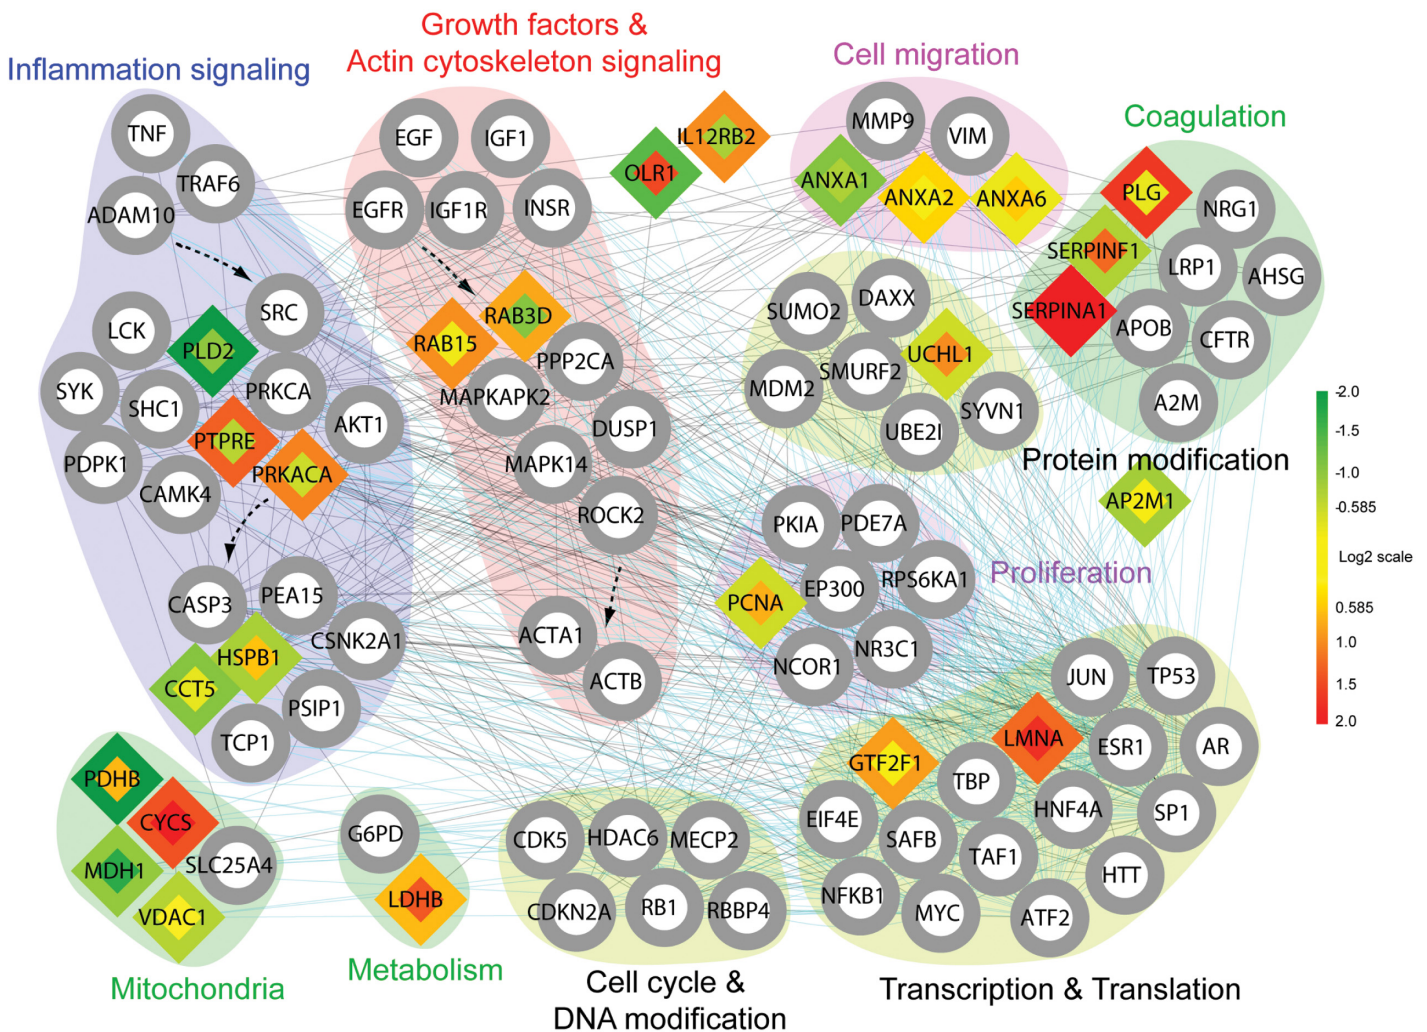 Growth factors &
Actin cytoskeleton signaling
Inflammation signaling
Cell migration
Coagulation
TNF
TRAF6
ADAM10
SRC
LCK
PLD2
SYK
SHC1
PRKCA
AKT1
PTPRE
PDPK1
PRKACA
CAMK4
CASP3
PEA15
CSNK2A1
HSPB1
CCT5
PSIP1
TCP1
EGF
IGF1
EGFR
IGF1R
INSR
RAB3D
RAB15
PPP2CA
MAPKAPK2
DUSP1
MAPK14
ROCK2
ACTA1
ACTB
IL12RB2
OLR1
MMP9
VIM
ANXA1
ANXA2
ANXA6
PLG
NRG1
SERPINF1
LRP1
AHSG
SERPINA1
APOB
CFTR
A2M
SUMO2
DAXX
UCHL1
SMURF2
MDM2
SYVN1
UBE2I
Protein modification
AP2M1
PKIA
PDE7A
RPS6KA1
EP300
PCNA
NR3C1
NCOR1
Proliferation
-2.0
-1.5
-1.0
-0.585
Log2 scale
0.585
1.0
1.5
2.0
JUN
TP53
LMNA
ESR1
AR
GTF2F1
TBP
HNF4A
SP1
EIF4E
SAFB
TAF1
HTT
NFKB1
MYC
ATF2
Transcription & Translation
PDHB
CYCS
MDH1
SLC25A4
VDAC1
Mitochondria
G6PD
LDHB
Metabolism
CDK5
HDAC6
MECP2
CDKN2A
RB1
RBBP4
Cell cycle &
DNA modification